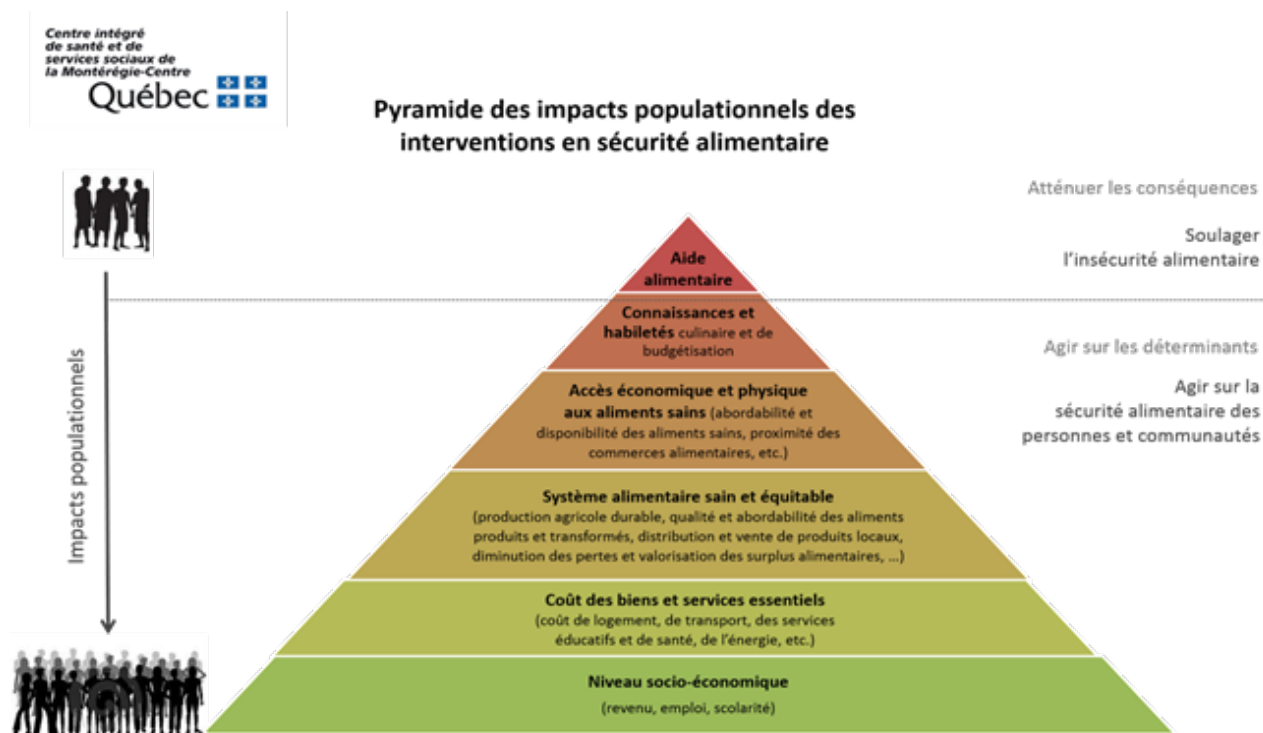 Centre intégré
de santé et de
services sociaux de
la Montérégie-Centre
Québec
Pyramide des impacts populationnels des
interventions en sécurité alimentaire
Atténuer les conséquences
Soulager
l'insécurité alimentaire
Aide
alimentaire
Connaissances et
habiletés culinaire et de
budgétisation
Agir sur les déterminants
Agir sur la
sécurité alimentaire des
personnes et communautés
Impacts populationnels
Accès économique et physique
aux aliments sains (abordabilité et
disponibilité des aliments sains, proximité des
commerces alimentaires, etc.)
Système alimentaire sain et équitable
(production agricole durable, qualité et abordabilité des aliments
produits et transformés, distribution et vente de produits locaux,
diminution des pertes et valorisation des surplus alimentaires, ...)
Coût des biens et services essentiels
(coût de logement, de transport, des services
éducatifs et de santé, de l'énergie, etc.)
Niveau socio-économique
(revenu, emploi, scolarité)